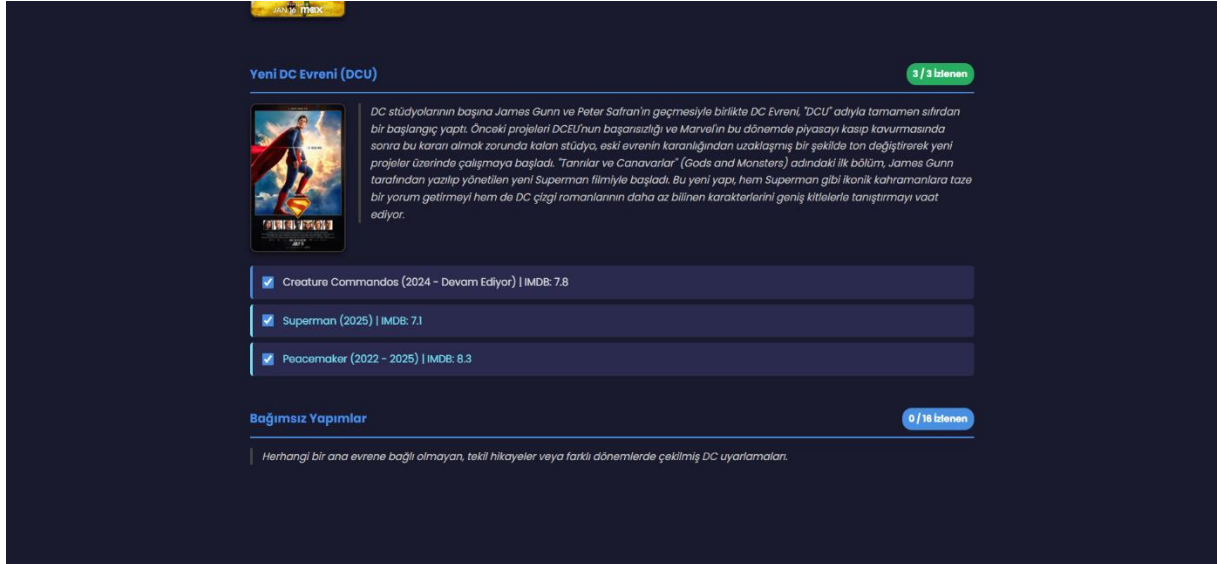 JAN 16 max
Yeni DC Evreni (DCU)
3 / 3 İzlenen
DC stüdyolarının başına James Gunn ve Peter Safran'ın geçmesiyle birlikte DC Evreni, "DCU" adıyla tamamen sıfırdan
bir başlangıç yaptı. Önceki projeleri DCEU'nun başarısızlığı ve Marvel'ın bu dönemde piyasayı kasıp kavurmasında
sonra bu kararı almak zorunda kalan stüdyo, eski evrenin karanlığından uzaklaşmış bir şekilde ton değiştirerek yeni
projeler üzerinde çalışmaya başladı. "Tanrılar ve Canavarlar" (Gods and Monsters) adındaki ilk bölüm, James Gunn
tarafından yazılıp yönetilen yeni Superman filmiyle başladı. Bu yeni yapı, hem Superman gibi ikonik kahramanlara taze
bir yorum getirmeyi hem de DC çizgi romanlarının daha az bilinen karakterlerini geniş kitlelerle tanıştırmayı vaat
ediyor.
JULY 11
Creature Commandos (2024 - Devam Ediyor) | IMDB: 7.8
Superman (2025) | IMDB: 7.1
Peacemaker (2022 - 2025) | IMDB: 8.3
Bağımsız Yapımlar
0 / 16 İzlenen
Herhangi bir ana evrene bağlı olmayan, tekil hikayeler veya farklı dönemlerde çekilmiş DC uyarlamaları.